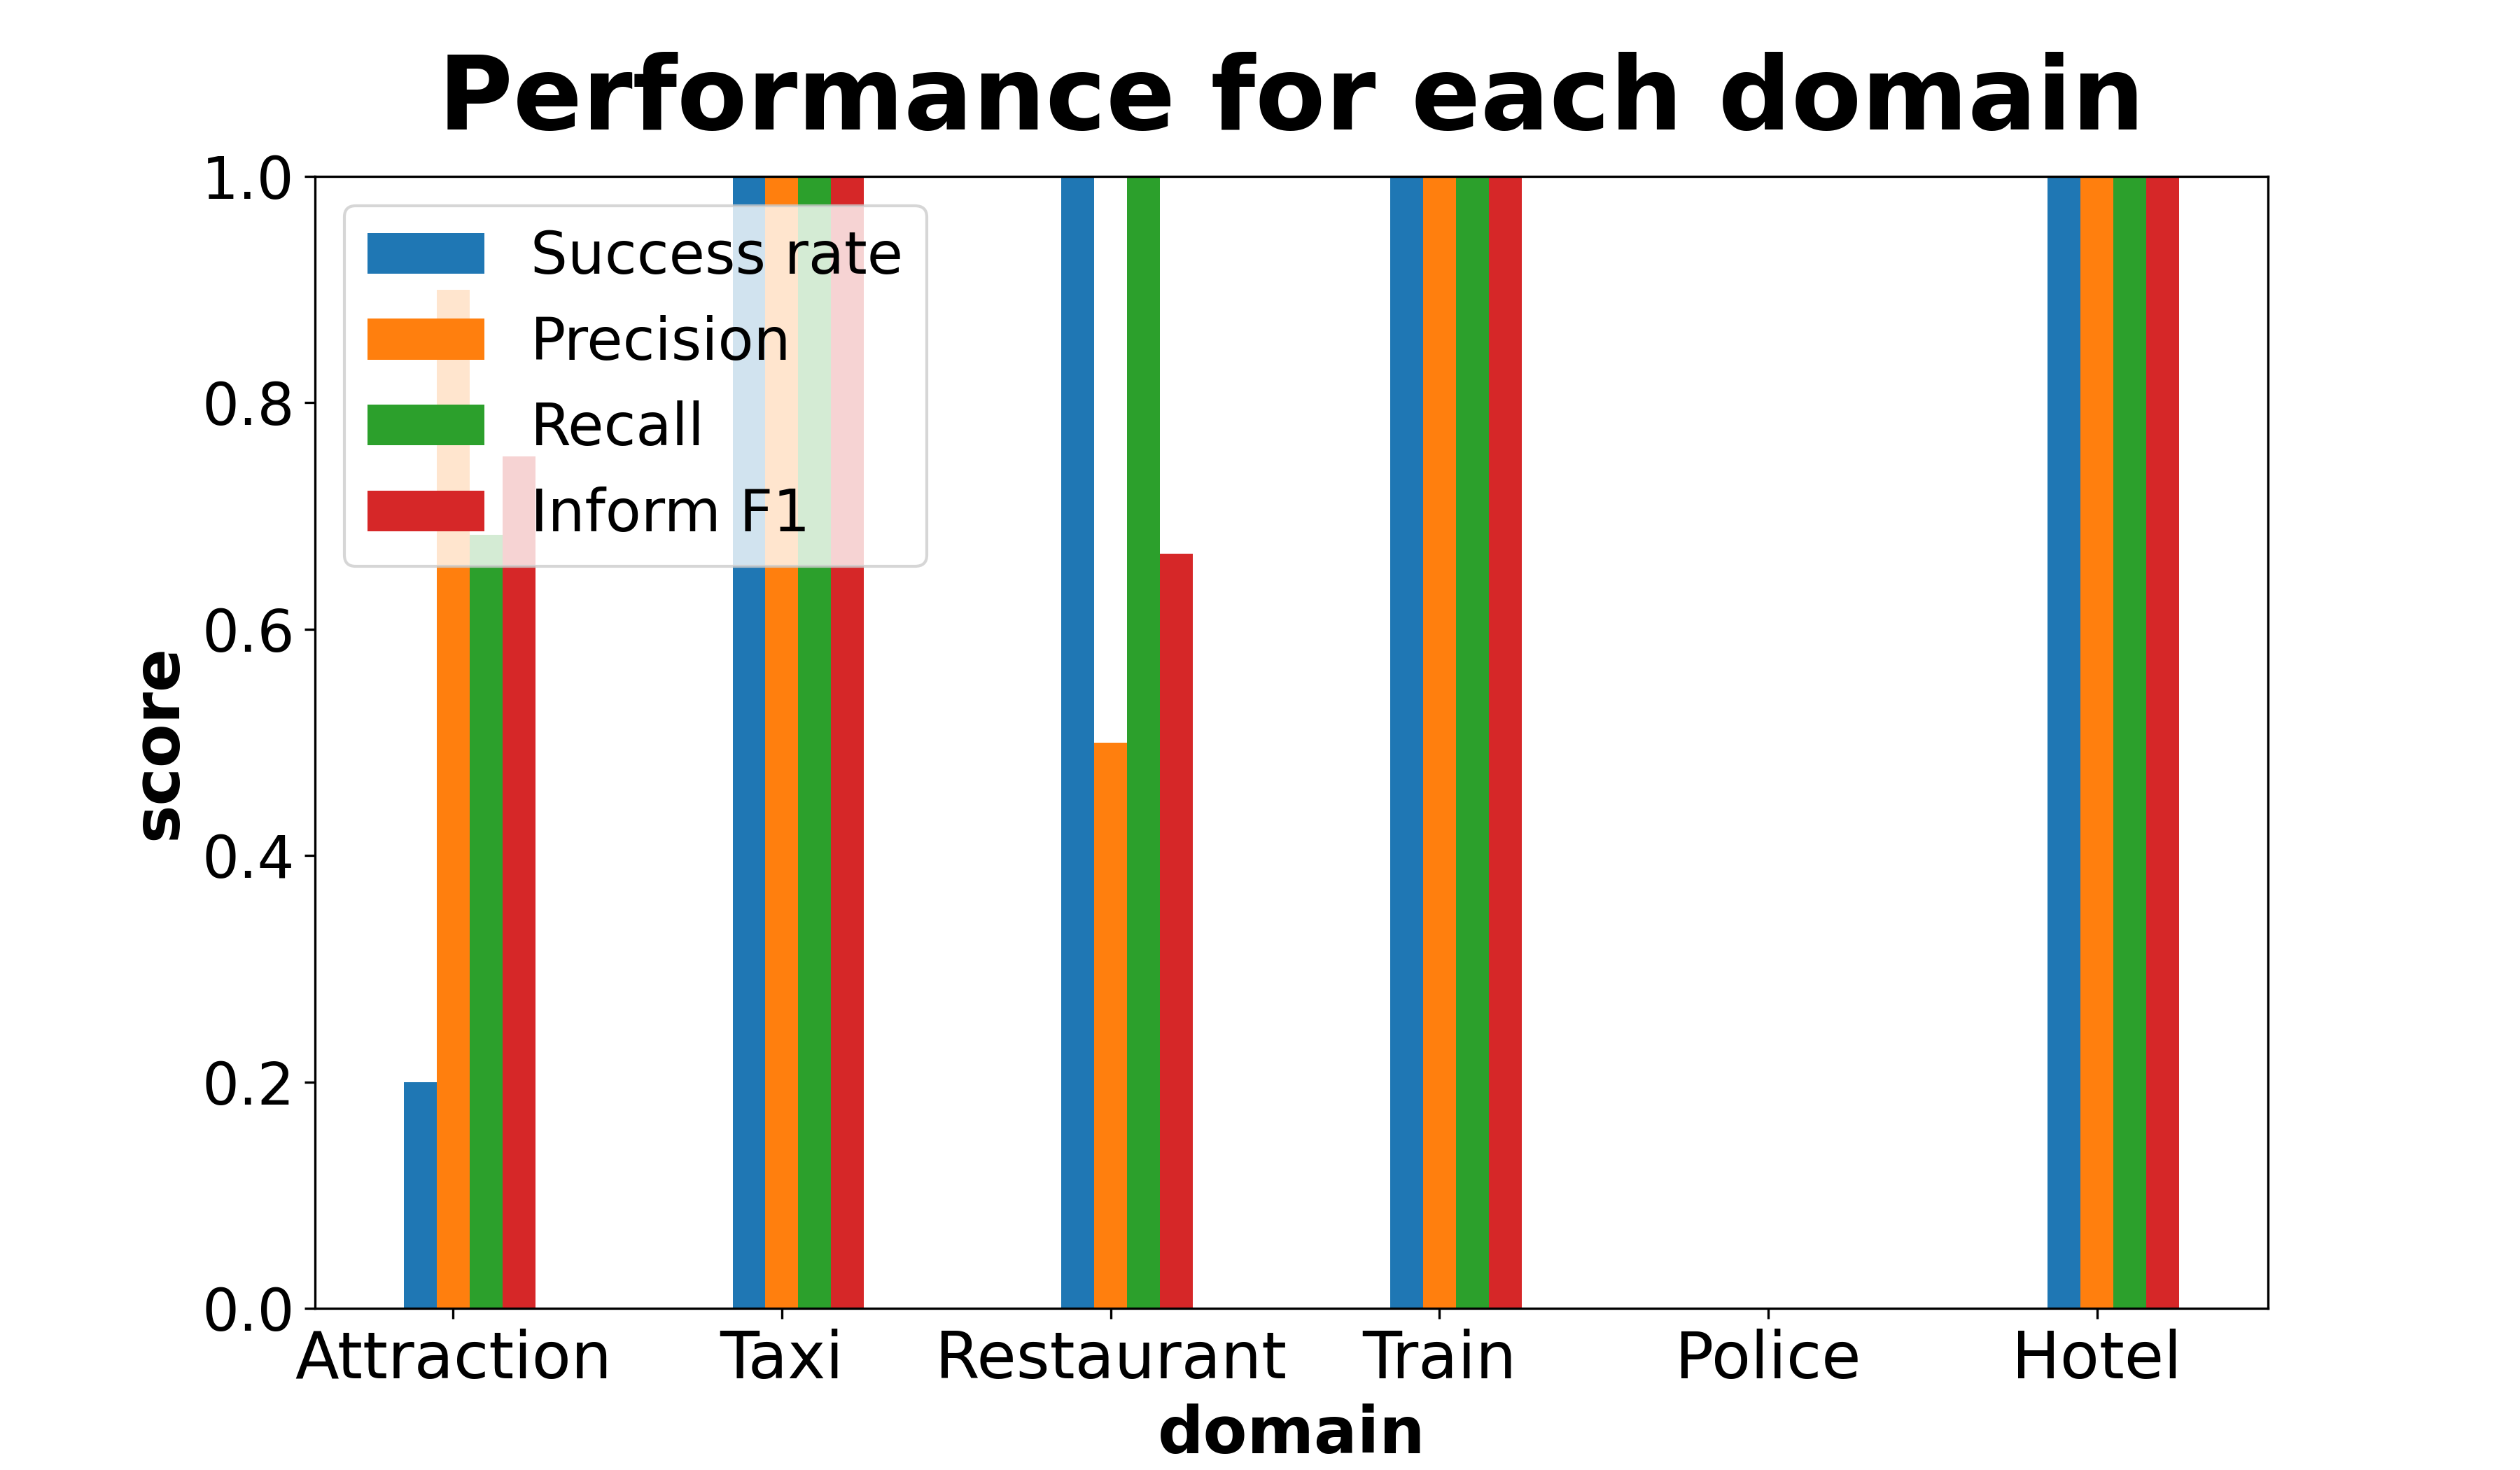 Performance for each domain
1.0
0.8
0.6
0.4
0.2
0.0
score
Success rate
Precision
Recall
Inform F1
Attraction Taxi Restaurant Train Police Hotel
domain